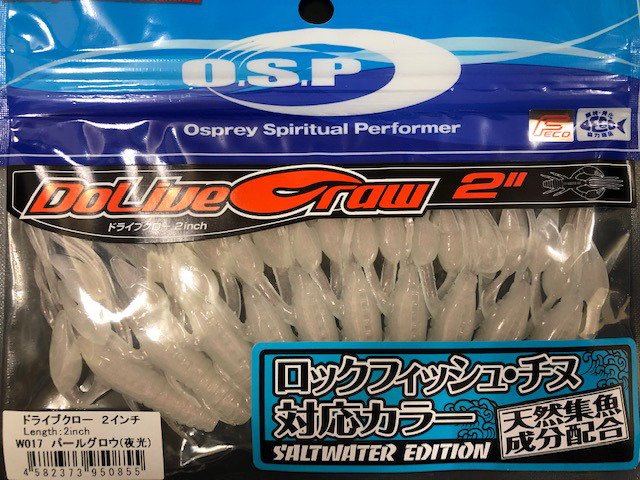 O.S.P
Osprey Spiritual Performer
ECO
DoLive Craw 2"
ドライブクロー 2inch
ロックフィッシュ・チヌ
対応カラー
SALTWATER EDITION
天然集魚
成分配合
ドライブクロー 2インチ
Length:2inch
W017 パールグロウ(夜光)
4582373950855